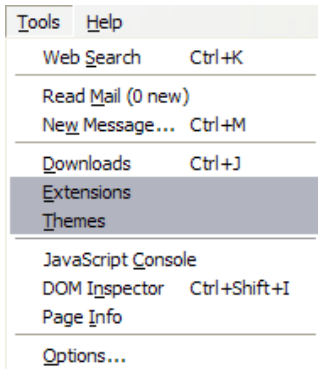 Tools Help
Web Search Ctrl+K
Read Mail (0 new)
New Message... Ctrl+M
Downloads Ctrl+J
Extensions
Themes
JavaScript Console
DOM Inspector Ctrl+Shift+I
Page Info
Options...